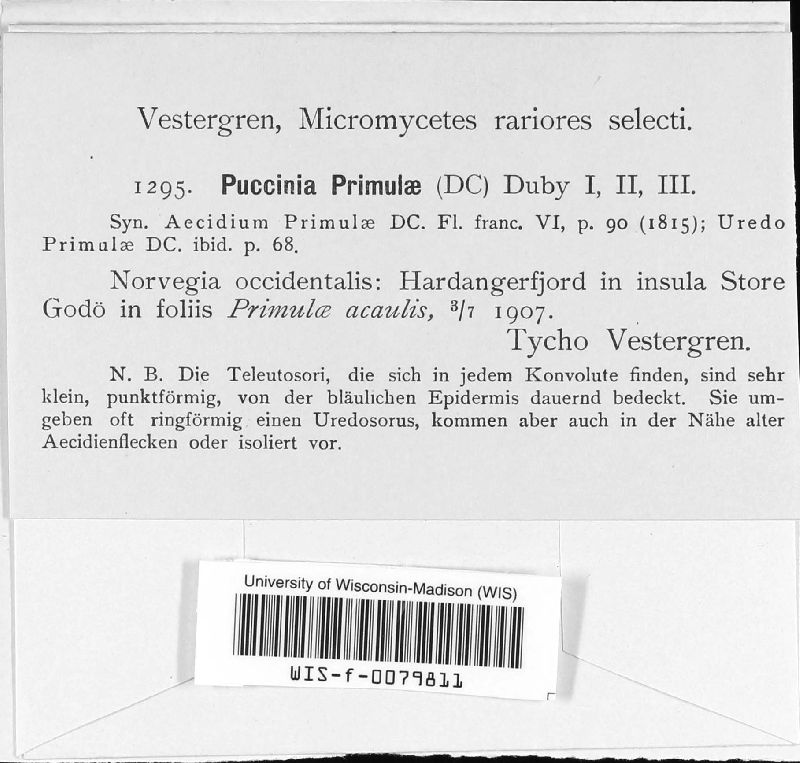 Vestergren, Micromycetes rariores selecti.
1295. Puccinia Primulæ (DC) Duby I, II, III.
Syn. Aecidium Primulæ DC. Fl. franc. VI, p. 90 (1815); Uredo
Primulæ DC. ibid. p. 68.
Norvegia occidentalis: Hardangerfjord in insula Store
Godö in foliis Primulæ acaulis, 3/7 1907.
Tycho Vestergren.
N. B. Die Teleutosori, die sich in jedem Konvolute finden, sind sehr
klein, punktförmig, von der bläulichen Epidermis dauernd bedeckt. Sie um-
geben oft ringförmig einen Uredosorus, kommen aber auch in der Nähe alter
Aecidienflecken oder isoliert vor.
University of Wisconsin-Madison (WIS)
WIS-f-0079811